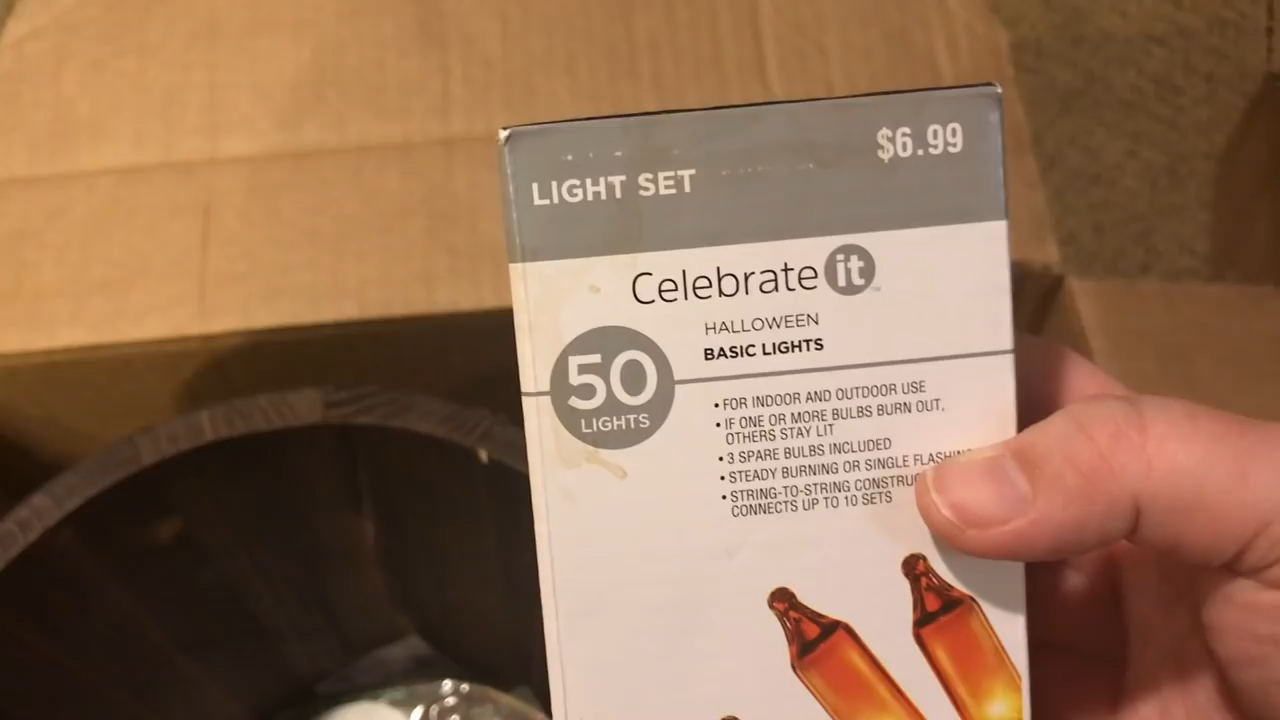 $6.99
LIGHT SET
Celebrate it
HALLOWEEN
BASIC LIGHTS
50
LIGHTS
• FOR INDOOR AND OUTDOOR USE
• IF ONE OR MORE BULBS BURN OUT,
OTHERS STAY LIT
• 3 SPARE BULBS INCLUDED
• STEADY BURNING OR SINGLE FLASHING
• STRING-TO-STRING
CONNECTS UP TO 10 SETS